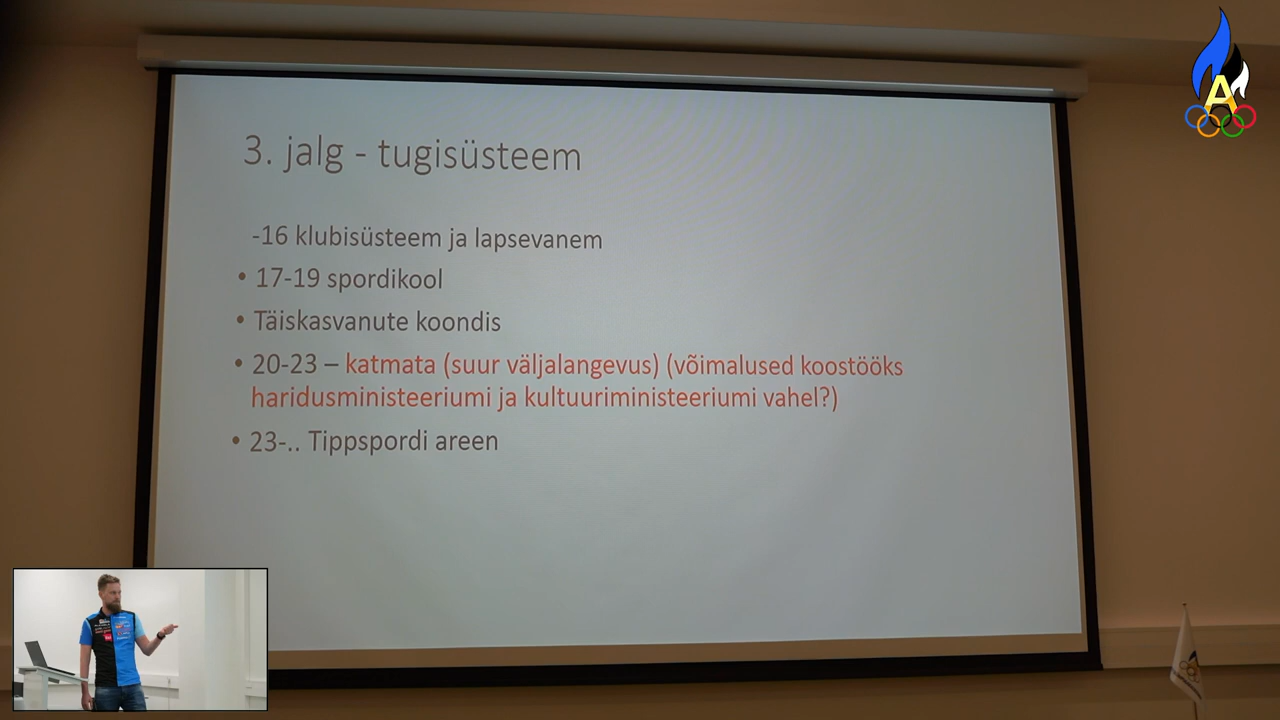 A
3. jalg - tugisüsteem
-16 klubisüsteem ja lapsevanem
• 17-19 spordikool
• Täiskasvanute koondis
• 20-23 – katmata (suur väljalangevus) (võimalused koostööks
haridusministeeriumi ja kultuuriministeeriumi vahel?)
• 23-.. Tippspordi areen